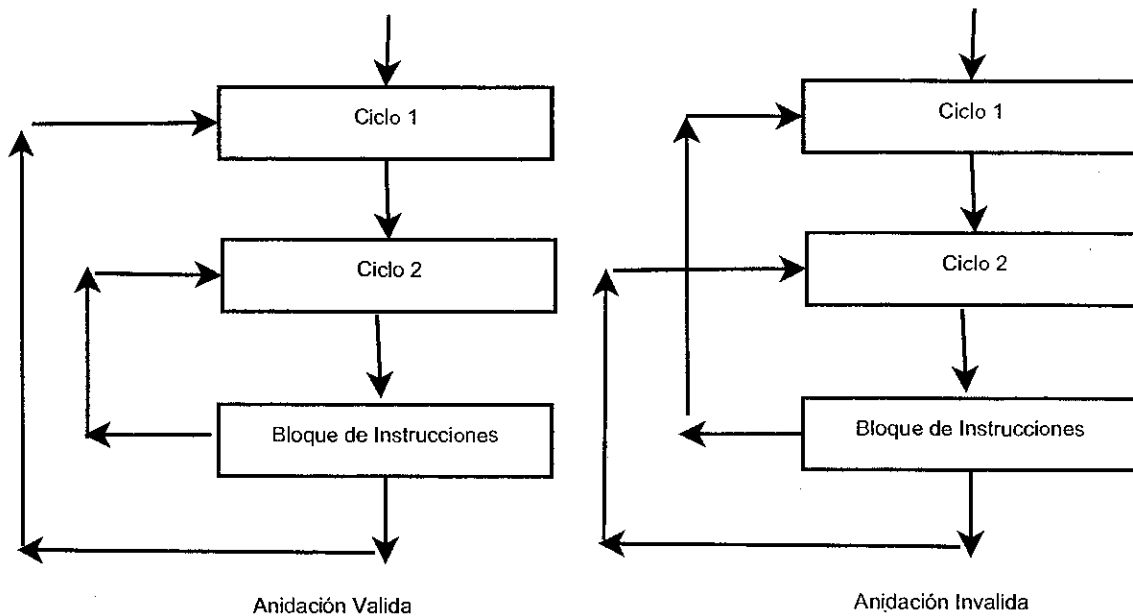 Ciclo 1
Ciclo 2
Bloque de Instrucciones
Anidación Valida
Ciclo 1
Ciclo 2
Bloque de Instrucciones
Anidación Invalida